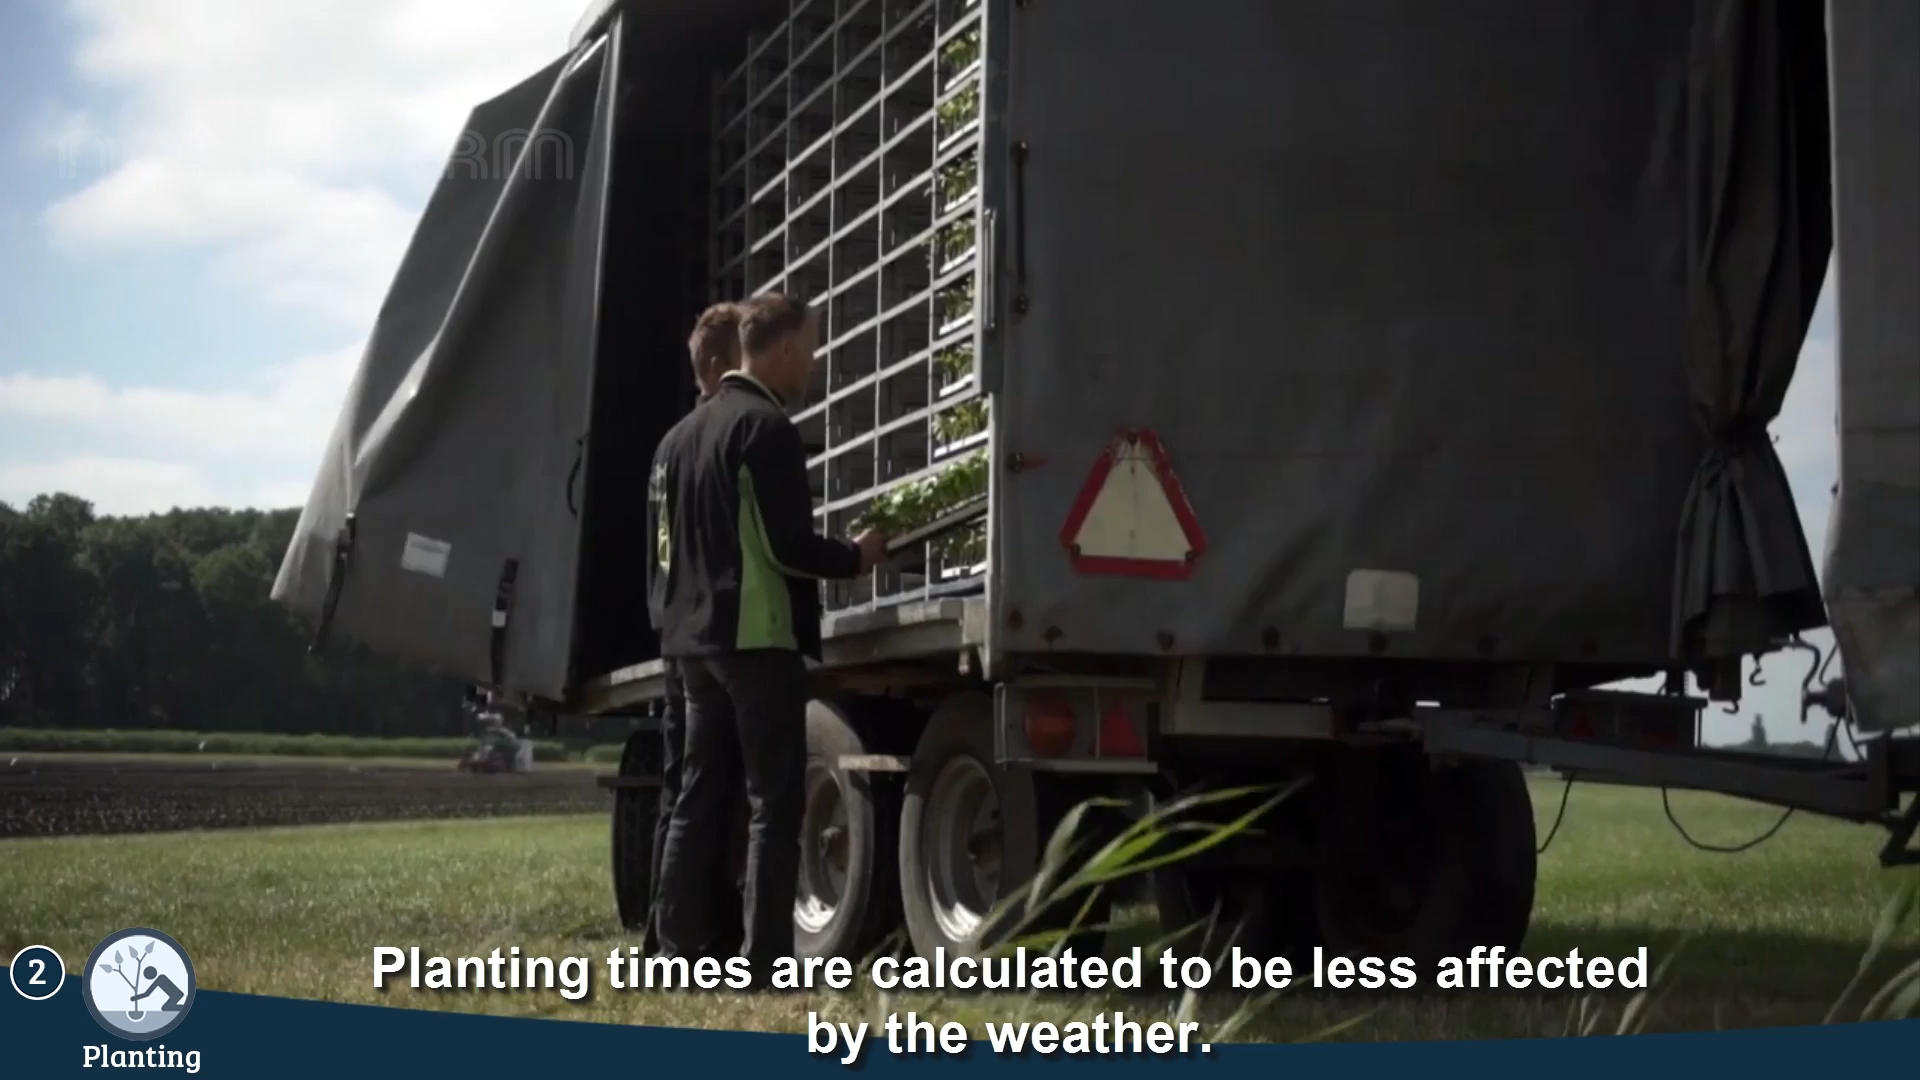 Planting times are calculated to be less affected
by the weather.
2
Planting